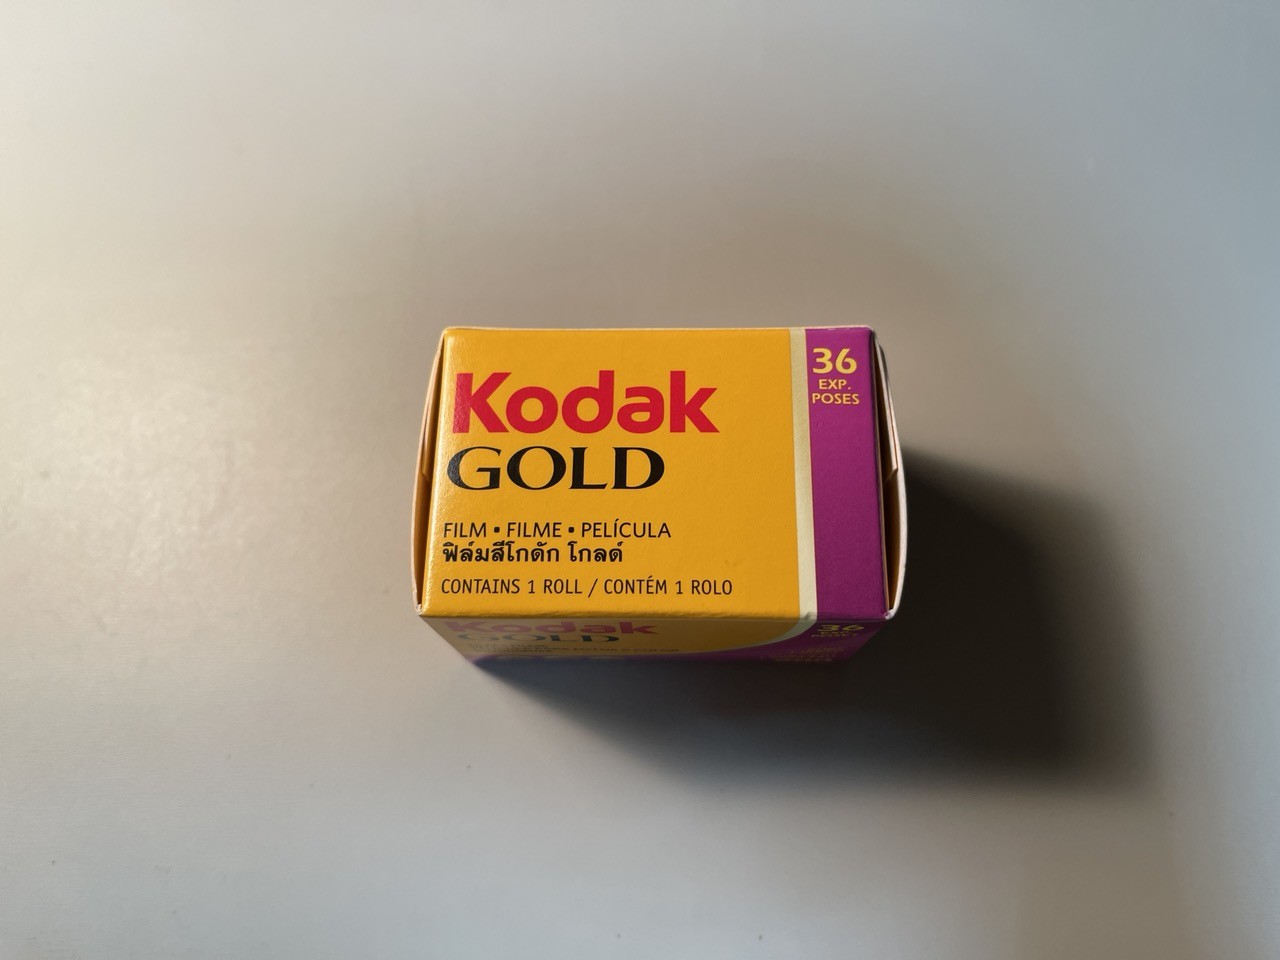 Kodak
36
EXP.
POSES
GOLD
FILM ▪ FILME ▪ PELÍCULA
ฟิล์มสีโกดัก โกลด์
CONTAINS 1 ROLL / CONTÉM 1 ROLO
Kodak
36
GOLD